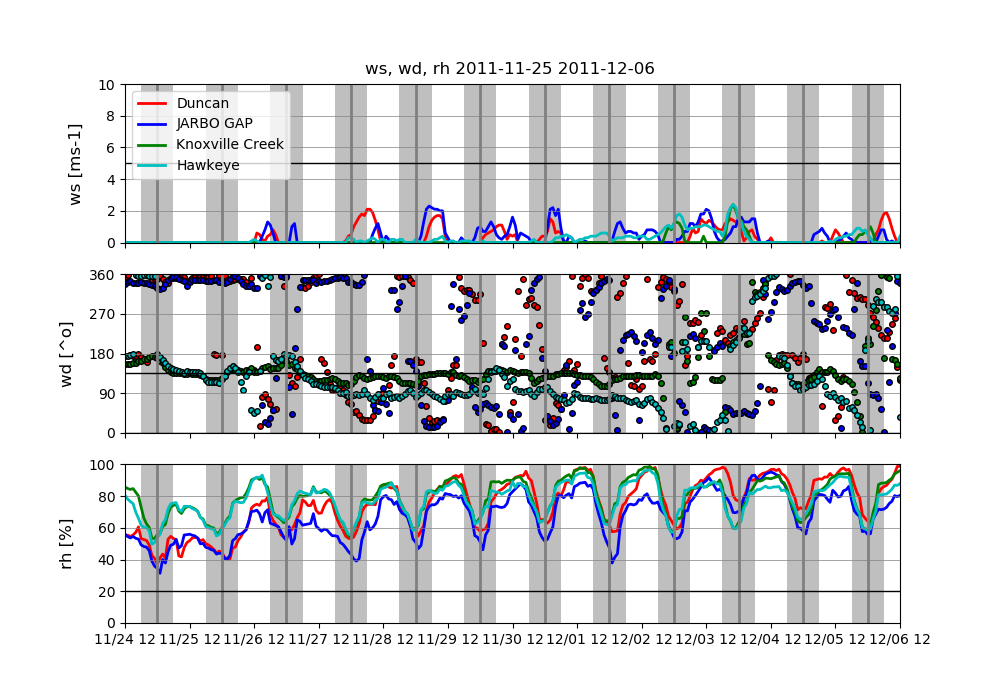 ws, wd, rh 2011-11-25 2011-12-06
10
8
6
4
2
0
ws [ms-1]
Duncan
JARBO GAP
Knoxville Creek
Hawkeye
360
270
180
90
0
wd [^o]
100
80
60
40
20
0
rh [%]
11/24 12 11/25 12 11/26 12 11/27 12 11/28 12 11/29 12 11/30 12 12/01 12 12/02 12 12/03 12 12/04 12 12/05 12 12/06 12